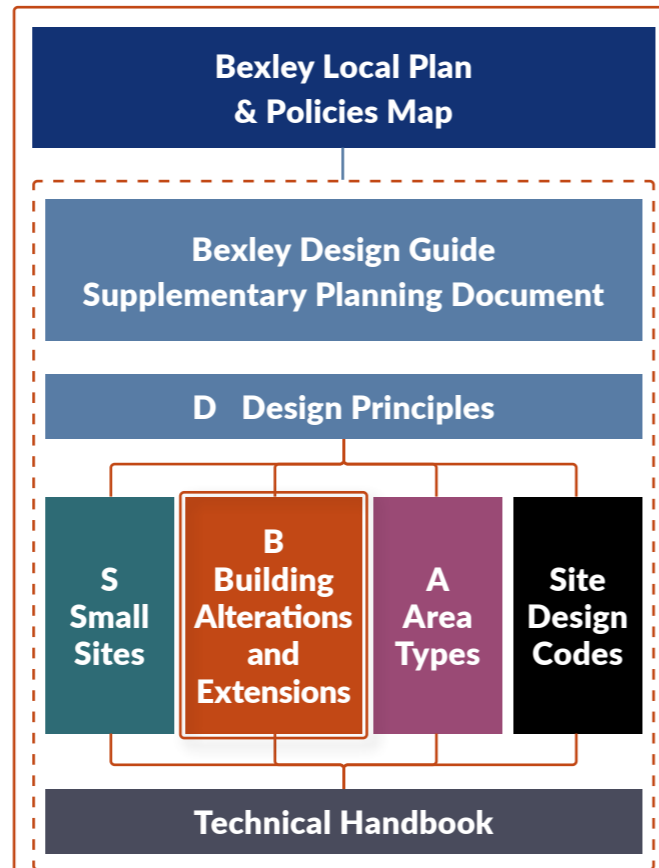 Bexley Local Plan
& Policies Map
Bexley Design Guide
Supplementary Planning Document
D Design Principles
S
Small
Sites
B
Building
Alterations
and
Extensions
A
Area
Types
Site
Design
Codes
Technical Handbook